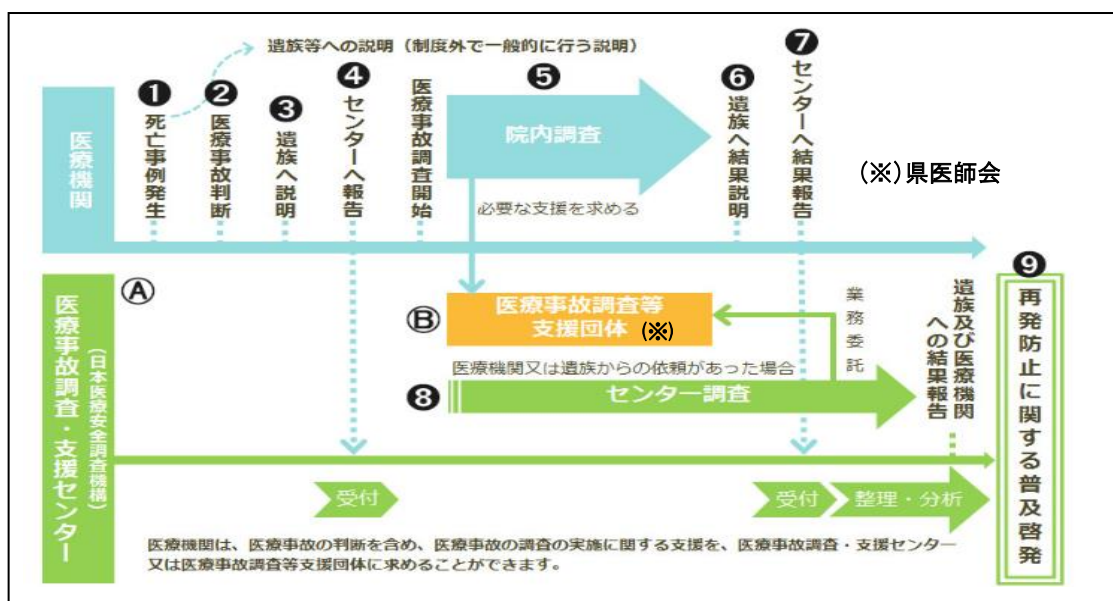 遺族等への説明(制度外で一般的に行う説明)
医療機関
❶
死亡事例発生
❷
医療事故判断
❸
遺族へ説明
❹
センターへ報告
医療事故調査開始
❺
院内調査
必要な支援を求める
❻
遺族へ結果説明
❼
センターへ結果報告
(※)県医師会
医療事故調査・支援センター
(日本医療安全調査機構)
Ⓐ
Ⓑ
医療事故調査等
支援団体 (※)
業務委託
医療機関又は遺族からの依頼があった場合
❽
センター調査
遺族及び医療機関
への結果報告
❾
再発防止に関する普及啓発
受付
受付
整理・分析
医療機関は、医療事故の判断を含め、医療事故の調査の実施に関する支援を、医療事故調査・支援センター
又は医療事故調査等支援団体に求めることができます。